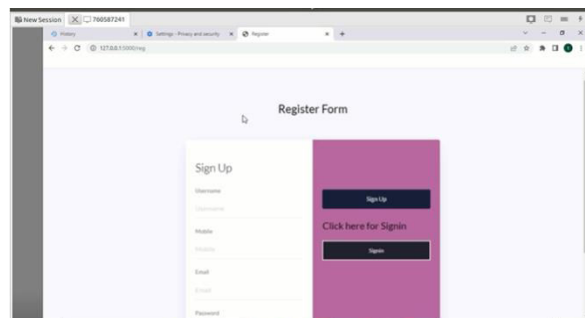 New Session
760587241
History
Settings - Privacy and security
Register
127.0.0.1:5000/reg
Register Form
Sign Up
Username
Username
Mobile
Mobile
Email
Email
Password
Sign Up
Click here for Signin
Signin